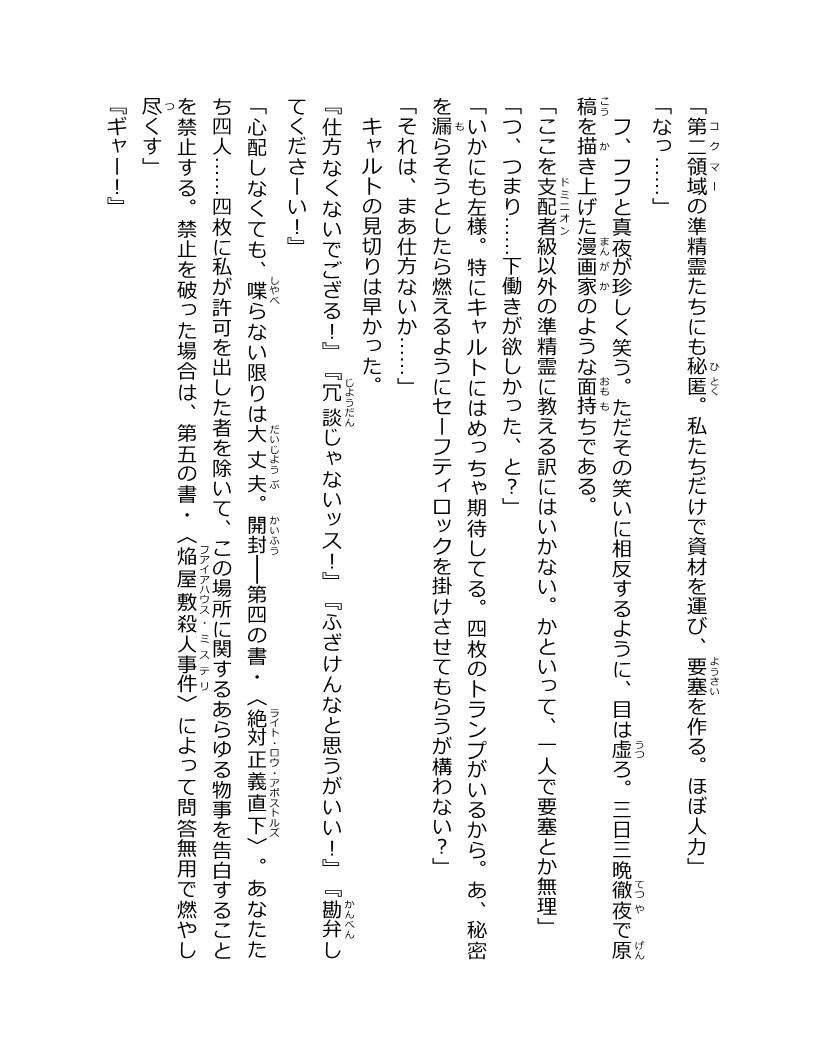 「第二領域の準精霊たちにも秘匿。私たちだけで資材を運び、要塞を作る。ほぼ人力」
「なっ……」
　フ、フフと真夜が珍しく笑う。ただその笑いに相反するように、目は虚ろ。三日三晩徹夜で原
稿を描き上げた漫画家のような面持ちである。
「ここを支配者級以外の準精霊に教える訳にはいかない。かといって、一人で要塞とか無理」
「つ、つまり……下働きが欲しかった、と？」
「いかにも左様。特にキャルトにはめっちゃ期待してる。四枚のトランプがいるから。あ、秘密
を漏らそうとしたら燃えるようにセーフティロックを掛けさせてもらうが構わない？」
「それは、まあ仕方ないか……」
　キャルトの見切りは早かった。
『仕方なくないでござる！』『冗談じゃないッス！』『ふざけんなと思うがいい！』『勘弁し
てくださーい！』
「心配しなくても、喋らない限りは大丈夫。開封──第四の書・〈絶対正義直下〉。あなたた
ち四人……四枚に私が許可を出した者を除いて、この場所に関するあらゆる物事を告白すること
を禁止する。禁止を破った場合は、第五の書・〈焔屋敷殺人事件〉によって問答無用で燃やし
尽くす」
『ギャー！』